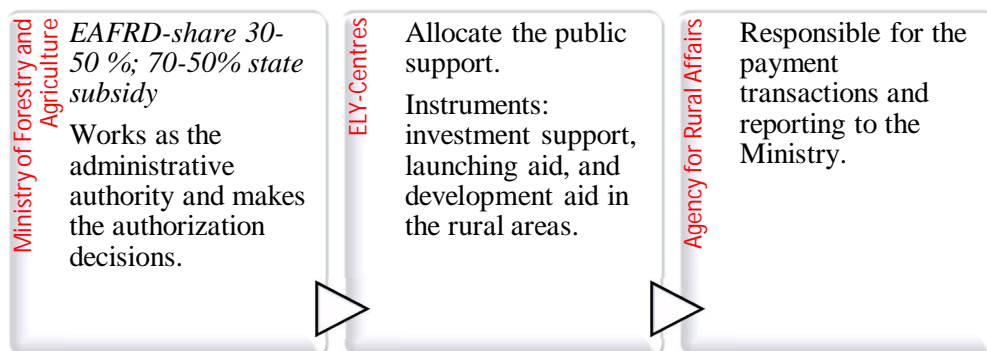 Ministry of Forestry and
Agriculture
EAFRD-share 30-
50 %; 70-50% state
subsidy
Works as the
administrative
authority and makes
the authorization
decisions.
ELY-Centres
Allocate the public
support.
Instruments:
investment support,
launching aid, and
development aid in
the rural areas.
Agency for Rural Affairs
Responsible for the
payment
transactions and
reporting to the
Ministry.